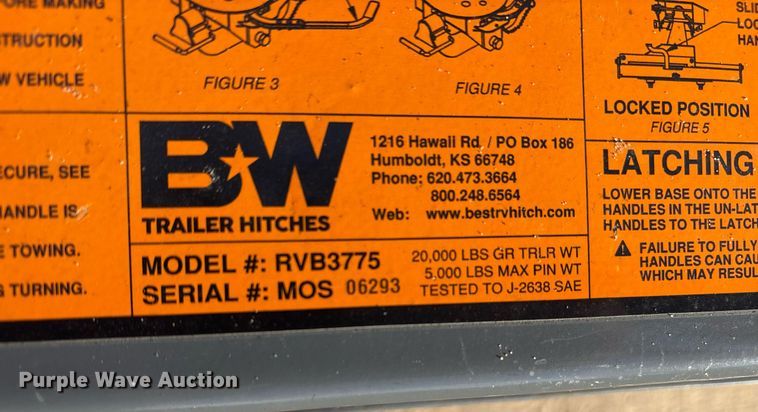 FORE MAKING
STRUCTION
W VEHICLE
ECURE, SEE
HANDLE IS
E TOWING.
G TURNING.
FIGURE 3
FIGURE 4
SLID
LOC
HAN
LOCKED POSITION
FIGURE 5
B★W
TRAILER HITCHES
1216 Hawaii Rd. / PO Box 186
Humboldt, KS 66748
Phone: 620.473.3664
800.248.6564
Web: www.bestrvhitch.com
MODEL #: RVB3775
SERIAL #: MOS 06293
20,000 LBS GR TRLR WT
5,000 LBS MAX PIN WT
TESTED TO J-2638 SAE
LATCHING
LOWER BASE ONTO THE
HANDLES IN THE UN-LAT
HANDLES TO THE LATCH
FAILURE TO FULLY
HANDLES CAN CAU
WHICH MAY RESUL
Purple Wave Auction